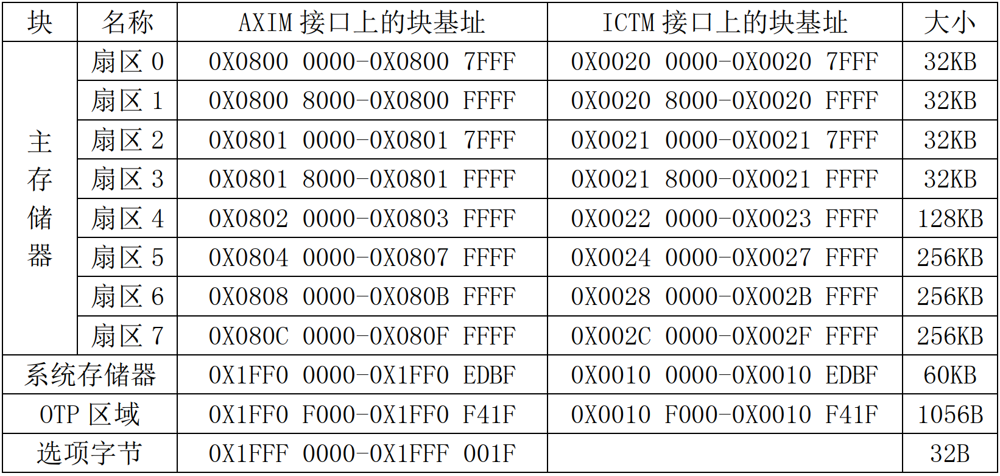 块 名称 AXIM 接口上的块基址 ICTM 接口上的块基址 大小
主存储器
扇区 0 0X0800 0000-0X0800 7FFF 0X0020 0000-0X0020 7FFF 32KB
扇区 1 0X0800 8000-0X0800 FFFF 0X0020 8000-0X0020 FFFF 32KB
扇区 2 0X0801 0000-0X0801 7FFF 0X0021 0000-0X0021 7FFF 32KB
扇区 3 0X0801 8000-0X0801 FFFF 0X0021 8000-0X0021 FFFF 32KB
扇区 4 0X0802 0000-0X0803 FFFF 0X0022 0000-0X0023 FFFF 128KB
扇区 5 0X0804 0000-0X0807 FFFF 0X0024 0000-0X0027 FFFF 256KB
扇区 6 0X0808 0000-0X080B FFFF 0X0028 0000-0X002B FFFF 256KB
扇区 7 0X080C 0000-0X080F FFFF 0X002C 0000-0X002F FFFF 256KB
系统存储器 0X1FF0 0000-0X1FF0 EDBF 0X0010 0000-0X0010 EDBF 60KB
OTP 区域 0X1FF0 F000-0X1FF0 F41F 0X0010 F000-0X0010 F41F 1056B
选项字节 0X1FFF 0000-0X1FFF 001F 32B